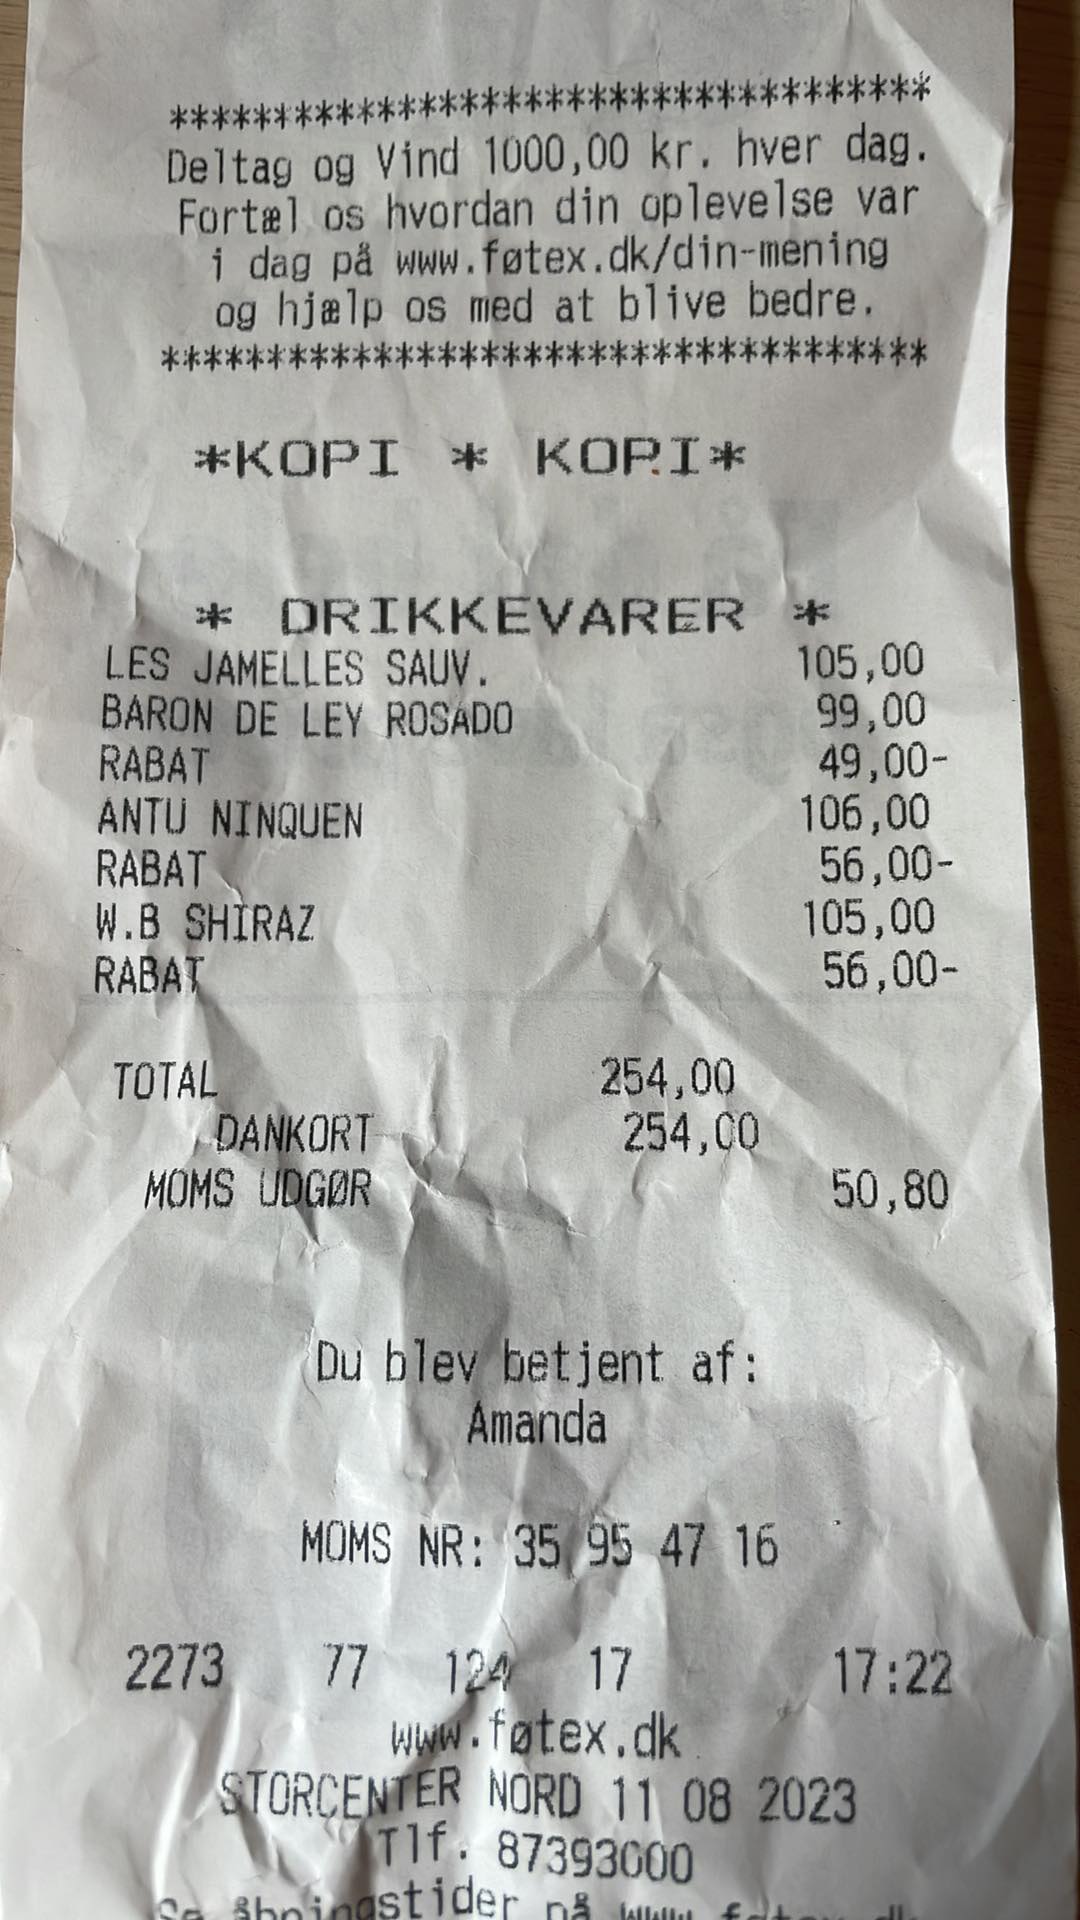 ************************************
Deltag og Vind 1000,00 kr. hver dag.
Fortæl os hvordan din oplevelse var
i dag på www.føtex.dk/din-mening
og hjælp os med at blive bedre.
************************************
*KOPI * KOPI*
* DRIKKEVARER *
LES JAMELLES SAUV. 105,00
BARON DE LEY ROSADO 99,00
RABAT 49,00-
ANTU NINQUEN 106,00
RABAT 56,00-
W.B SHIRAZ 105,00
RABAT 56,00-
TOTAL 254,00
DANKORT 254,00
MOMS UDGØR 50,80
Du blev betjent af:
Amanda
MOMS NR: 35 95 47 16
2273 77 124 17 17:22
www.føtex.dk
STORCENTER NORD 11 08 2023
Tlf. 87393000
Se åbningstider på www.føtex.dk